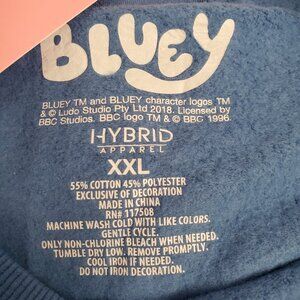 BLUEY
BLUEY TM and BLUEY character logos TM
& © Ludo Studio Pty Ltd 2018. Licensed by
BBC Studios. BBC logo TM & © BBC 1996.
HYBRID
APPAREL
XXL
55% COTTON 45% POLYESTER
EXCLUSIVE OF DECORATION
MADE IN CHINA
RN# 117508
MACHINE WASH COLD WITH LIKE COLORS.
GENTLE CYCLE.
ONLY NON-CHLORINE BLEACH WHEN NEEDED.
TUMBLE DRY LOW. REMOVE PROMPTLY.
COOL IRON IF NEEDED.
DO NOT IRON DECORATION.